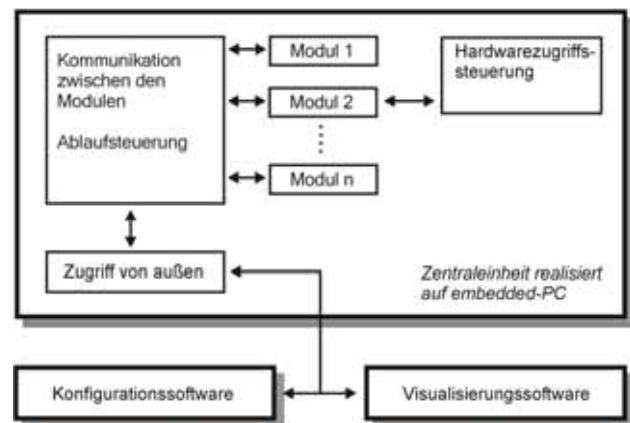 Kommunikation
zwischen den
Modulen
Ablaufsteuerung
Modul 1
Modul 2
Modul n
Hardwarezugriffs-
steuerung
Zugriff von außen
Zentraleinheit realisiert
auf embedded-PC
Konfigurationssoftware
Visualisierungssoftware